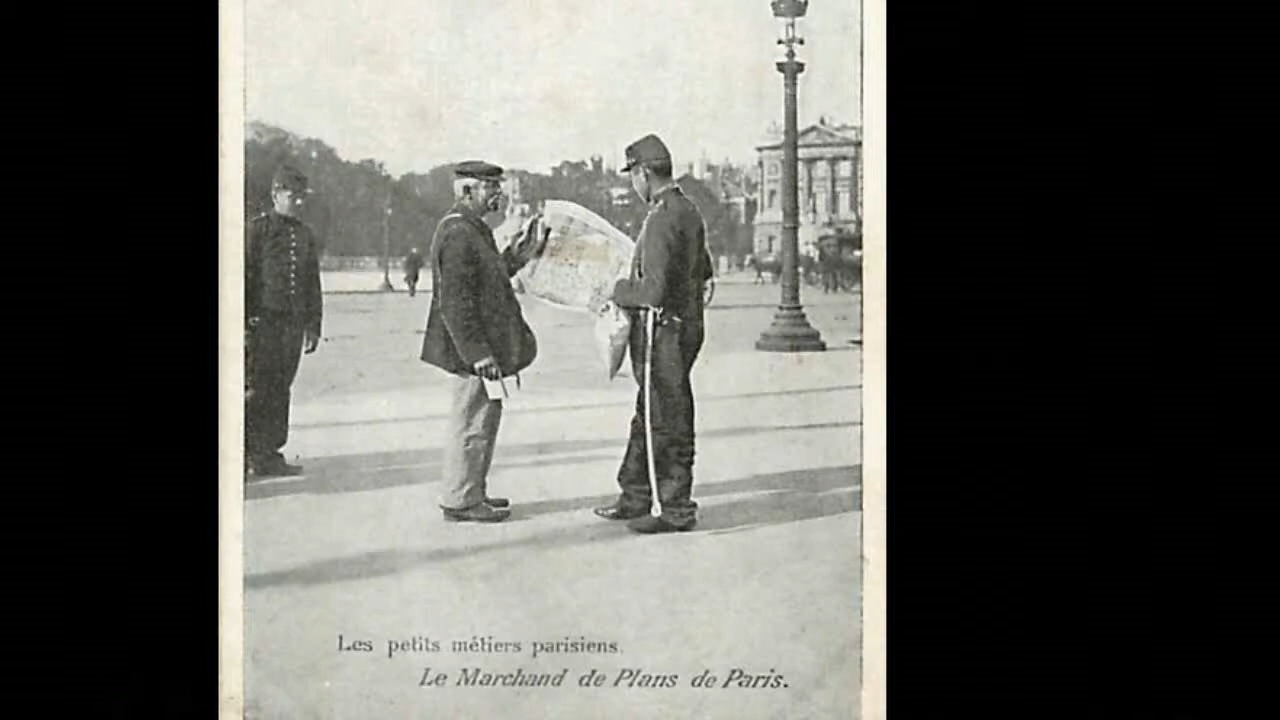 Les petits métiers parisiens.
Le Marchand de Plans de Paris.